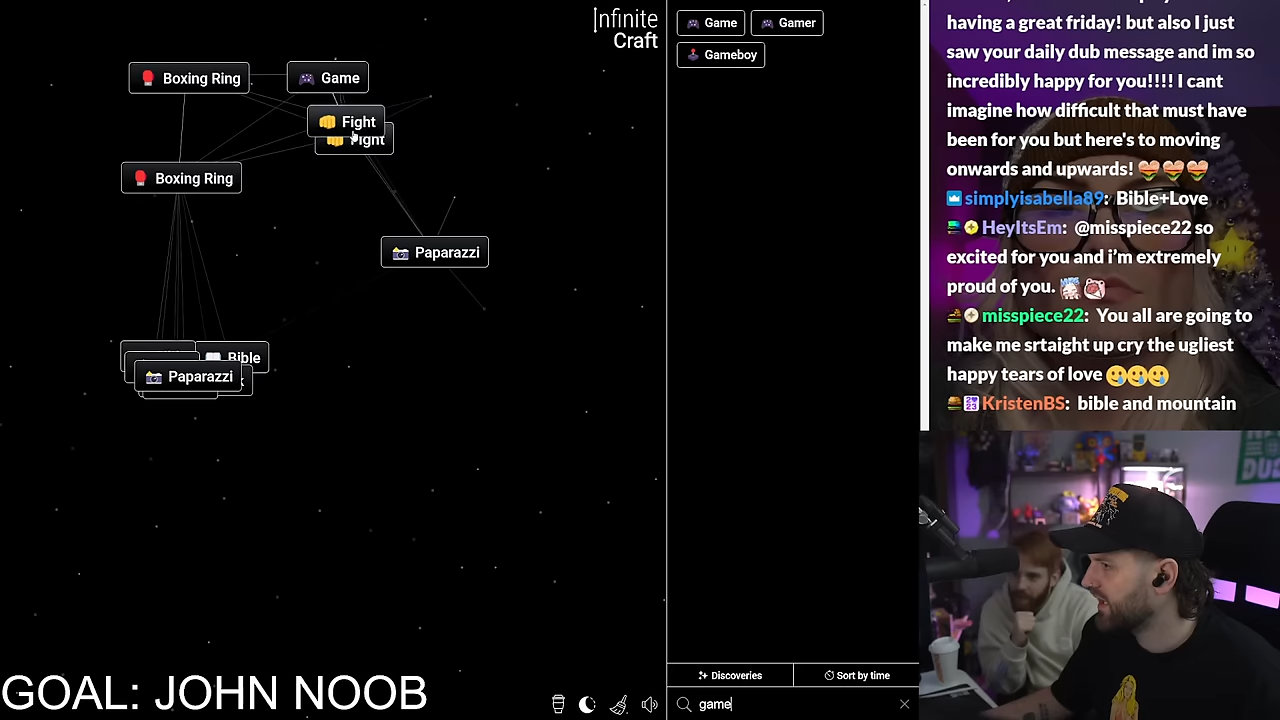 Infinite
Craft
Boxing Ring
Game
Fight
Fight
Boxing Ring
Paparazzi
Bible
Paparazzi
Game
Gamer
Gameboy
Discoveries
Sort by time
game
GOAL: JOHN NOOB
having a great friday! but also I just
saw your daily dub message and im so
incredibly happy for you!!!! I cant
imagine how difficult that must have
been for you but here's to moving
onwards and upwards!
simplyisabella89: Bible+Love
HeyItsEm: @misspiece22 so
excited for you and i'm extremely
proud of you.
misspiece22: You all are going to
make me srtaight up cry the ugliest
happy tears of love
KristenBS: bible and mountain